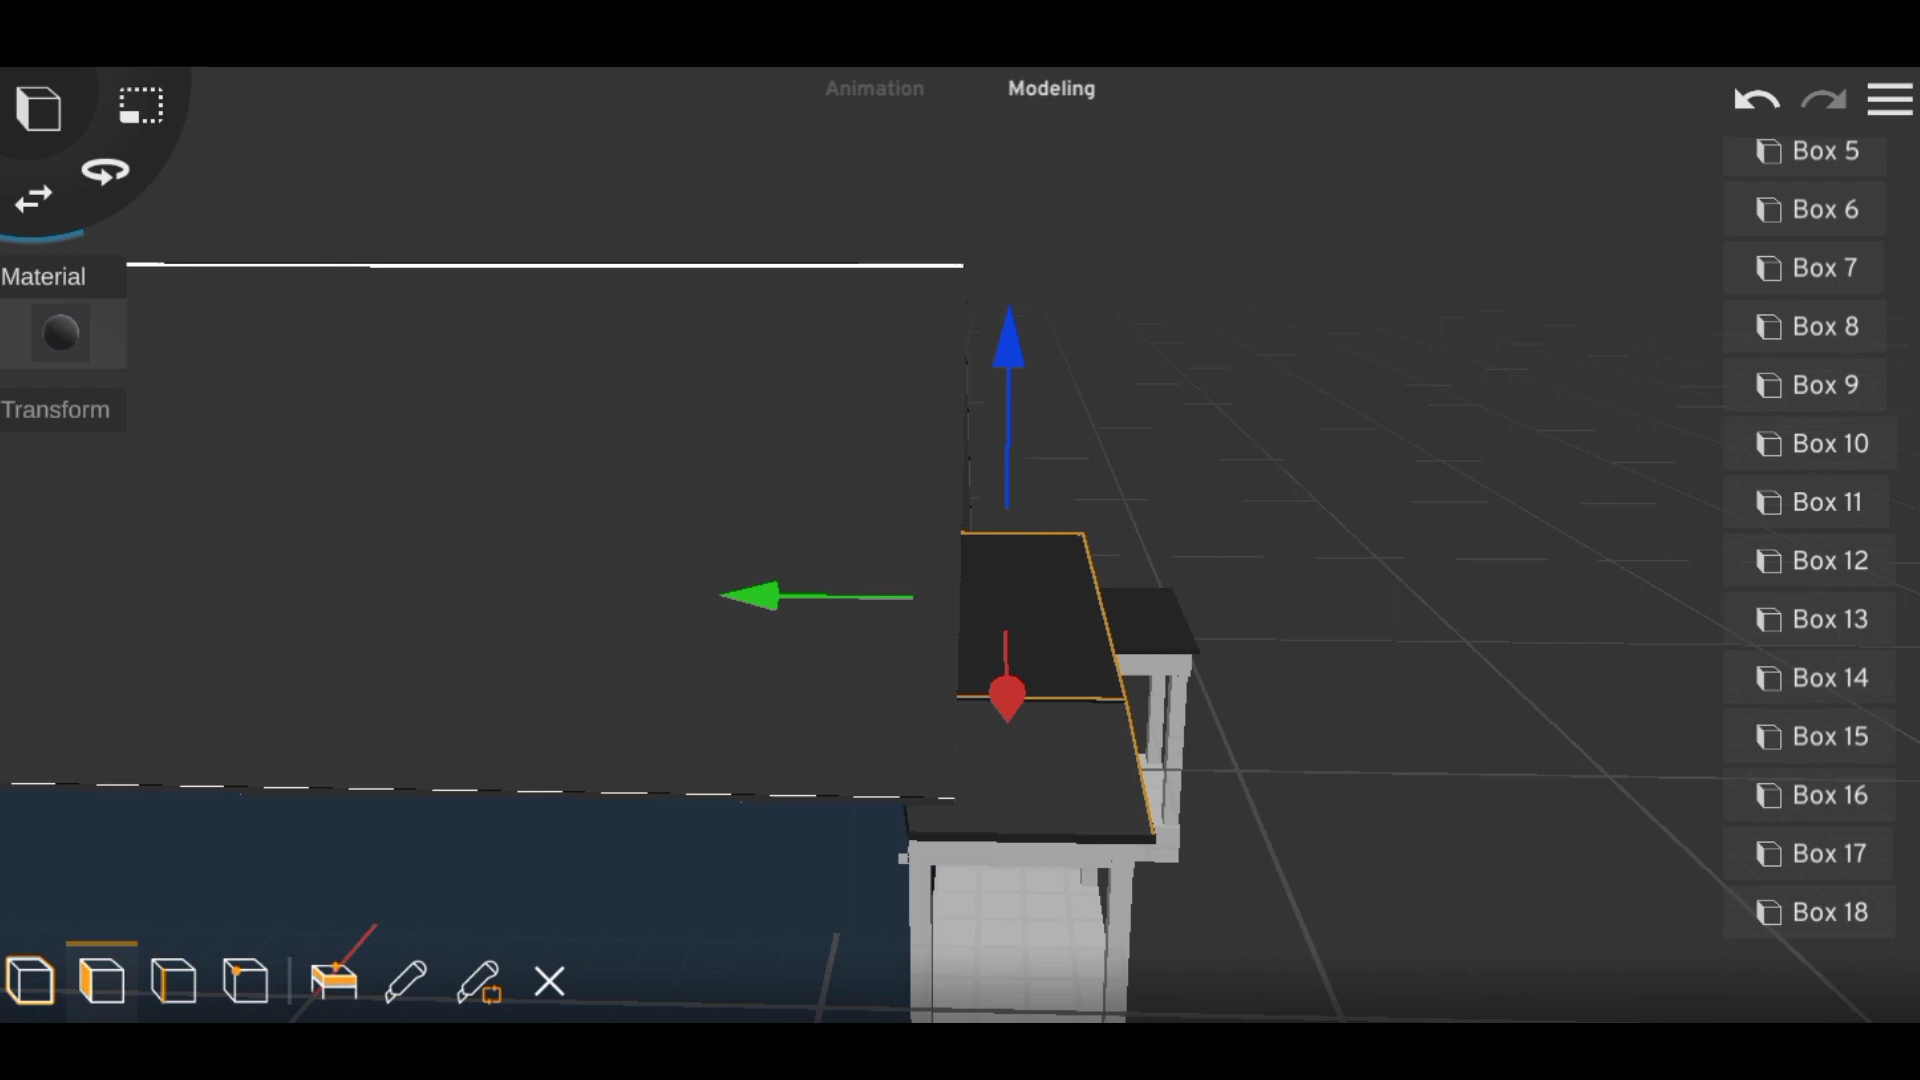 Animation
Modeling
Material
Transform
Box 5
Box 6
Box 7
Box 8
Box 9
Box 10
Box 11
Box 12
Box 13
Box 14
Box 15
Box 16
Box 17
Box 18